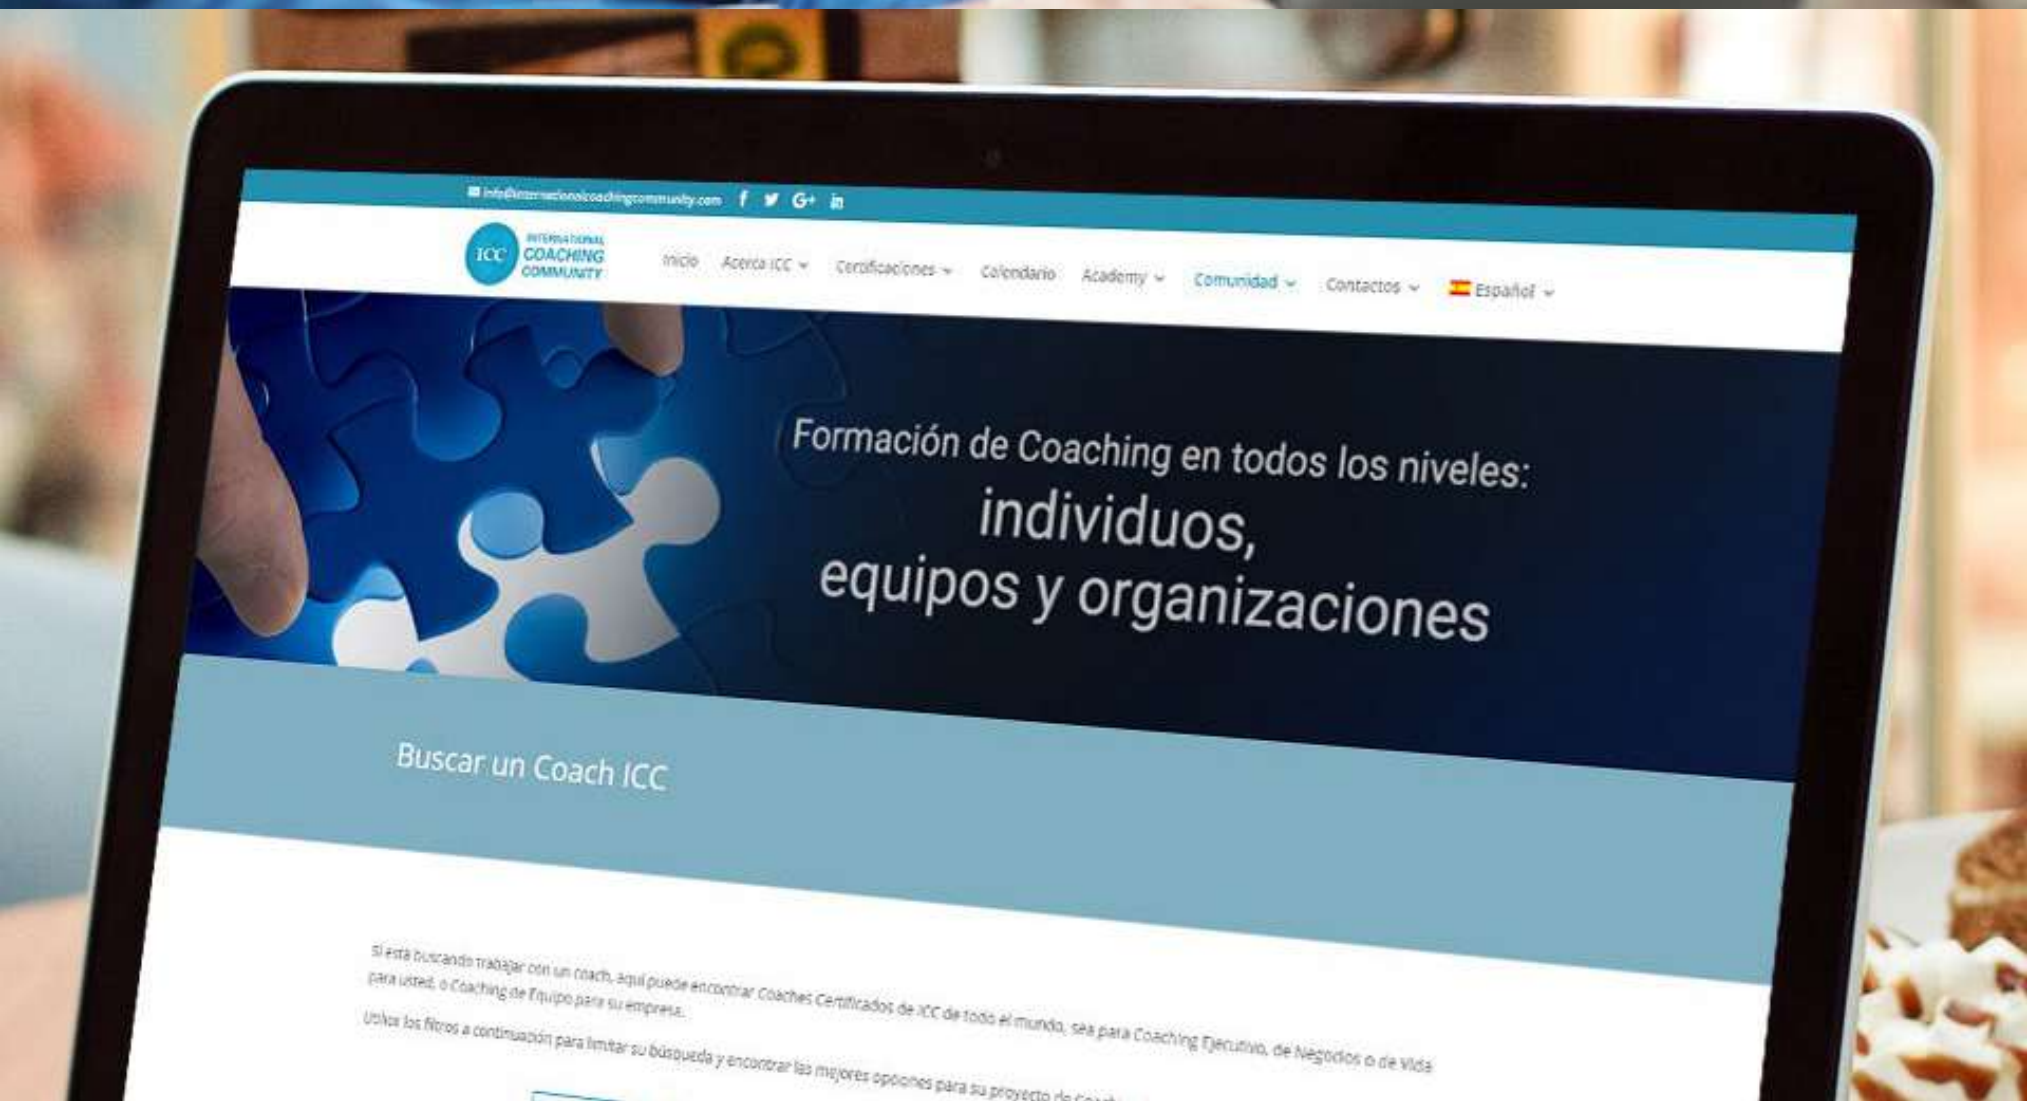 info@internationalcoachingcommunity.com f G+ in
ICC
INTERNATIONAL
COACHING
COMMUNITY
Inicio Acerca ICC Certificaciones Calendario Academy Comunidad Contactos Español
Formación de Coaching en todos los niveles:
individuos,
equipos y organizaciones
Buscar un Coach ICC
Si está buscando trabajar con un coach, aquí puede encontrar Coaches Certificados de ICC de todo el mundo, sea para Coaching Ejecutivo, de Negocios o de Vida
para usted, o Coaching de Equipo para su empresa.
Utilice los filtros a continuación para limitar su búsqueda y encontrar las mejores opciones para su proyecto de